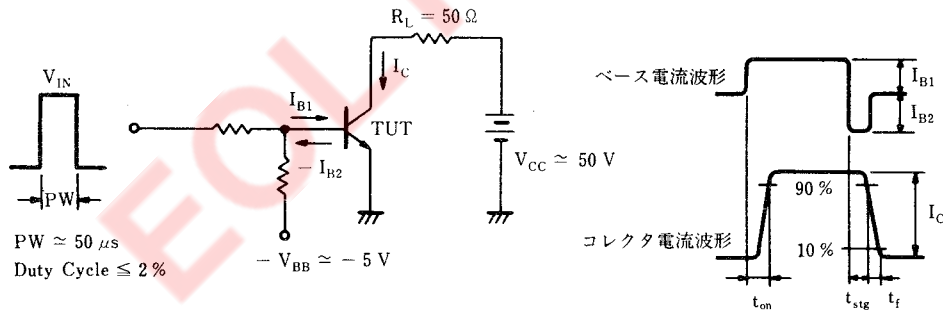 R_L = 50 Ω
V_IN
I_C
I_B1
TUT
− I_B2
V_CC ≃ 50 V
PW
PW ≃ 50 μs
Duty Cycle ≦ 2 %
− V_BB ≃ − 5 V
ベース電流波形
I_B1
I_B2
90 %
I_C
コレクタ電流波形
10 %
t_on
t_stg
t_f